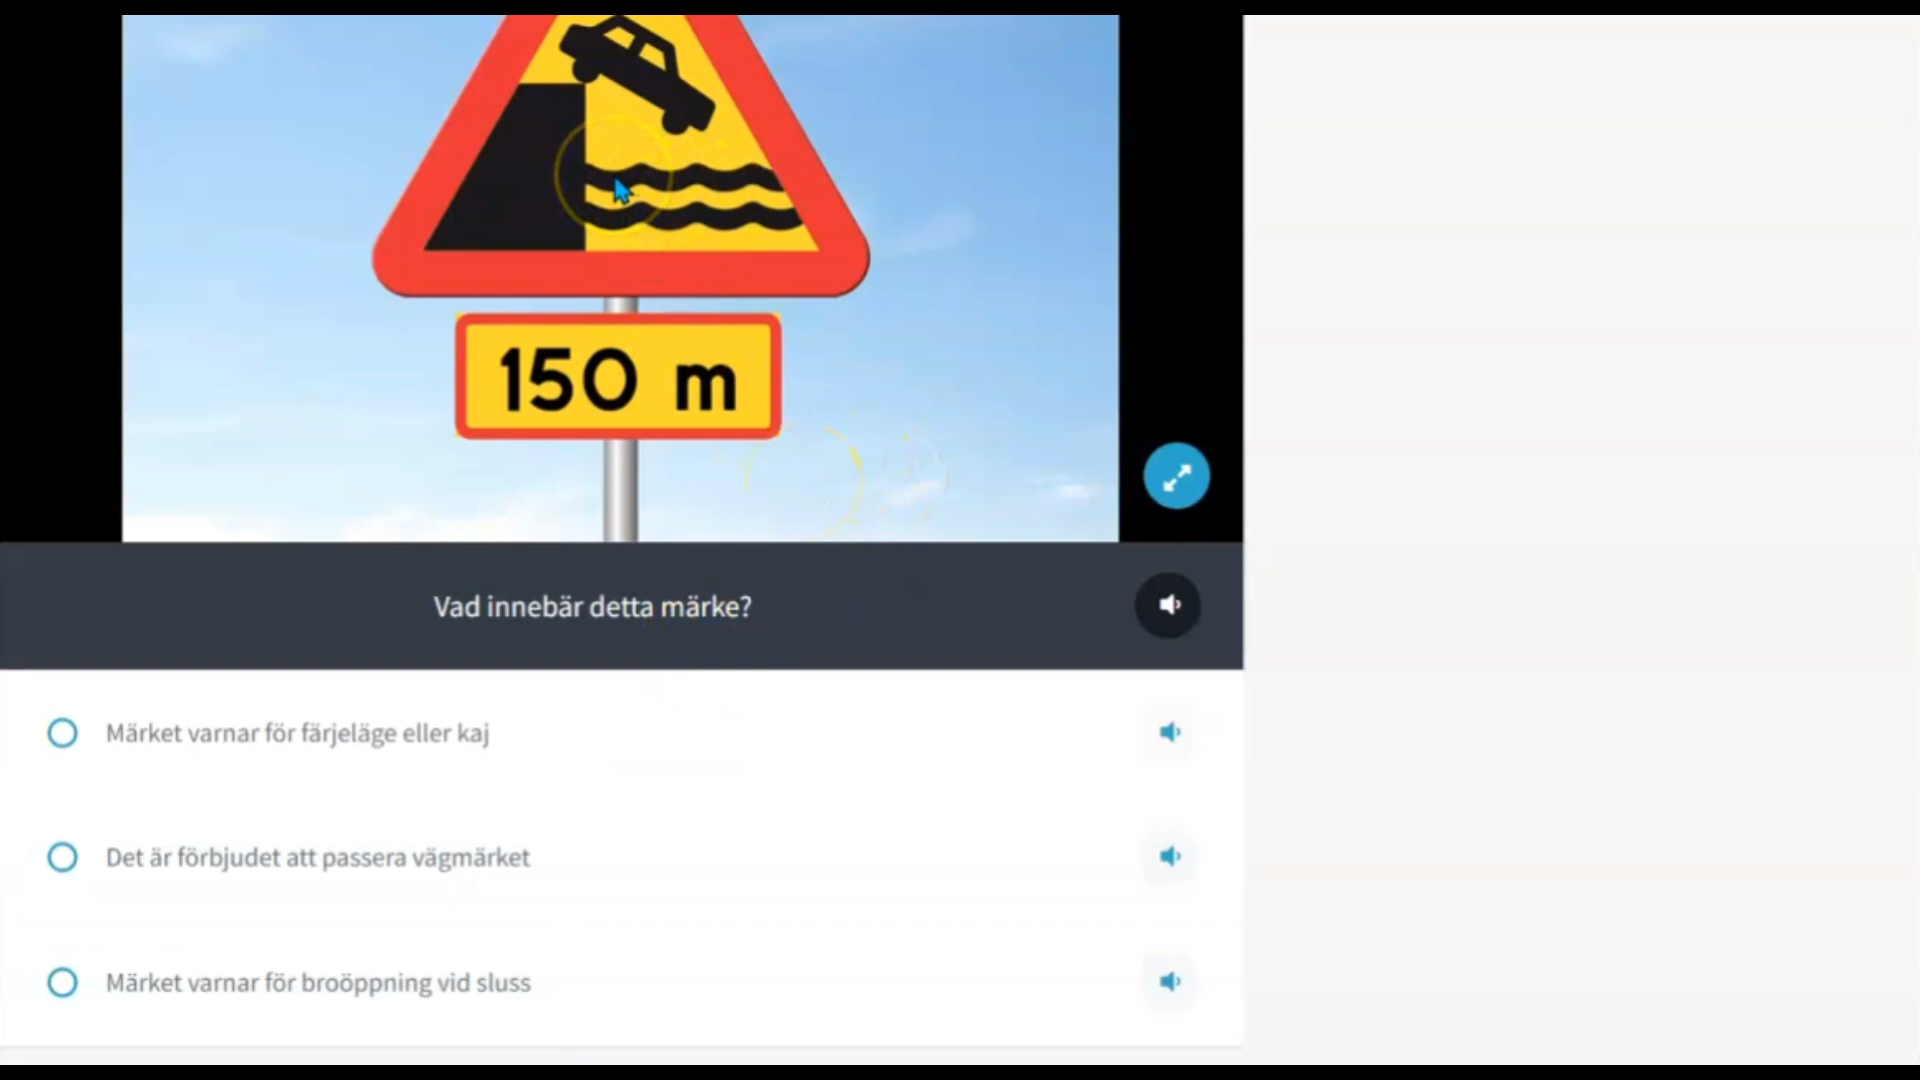 150 m
Vad innebär detta märke?
Märket varnar för färjeläge eller kaj
Det är förbjudet att passera vägmärket
Märket varnar för broöppning vid sluss